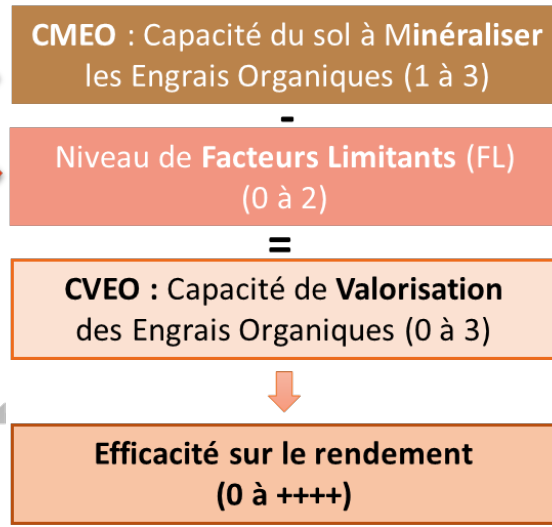 CMEO : Capacité du sol à Minéraliser
les Engrais Organiques (1 à 3)
-
Niveau de Facteurs Limitants (FL)
(0 à 2)
=
CVEO : Capacité de Valorisation
des Engrais Organiques (0 à 3)
Efficacité sur le rendement
(0 à ++++)